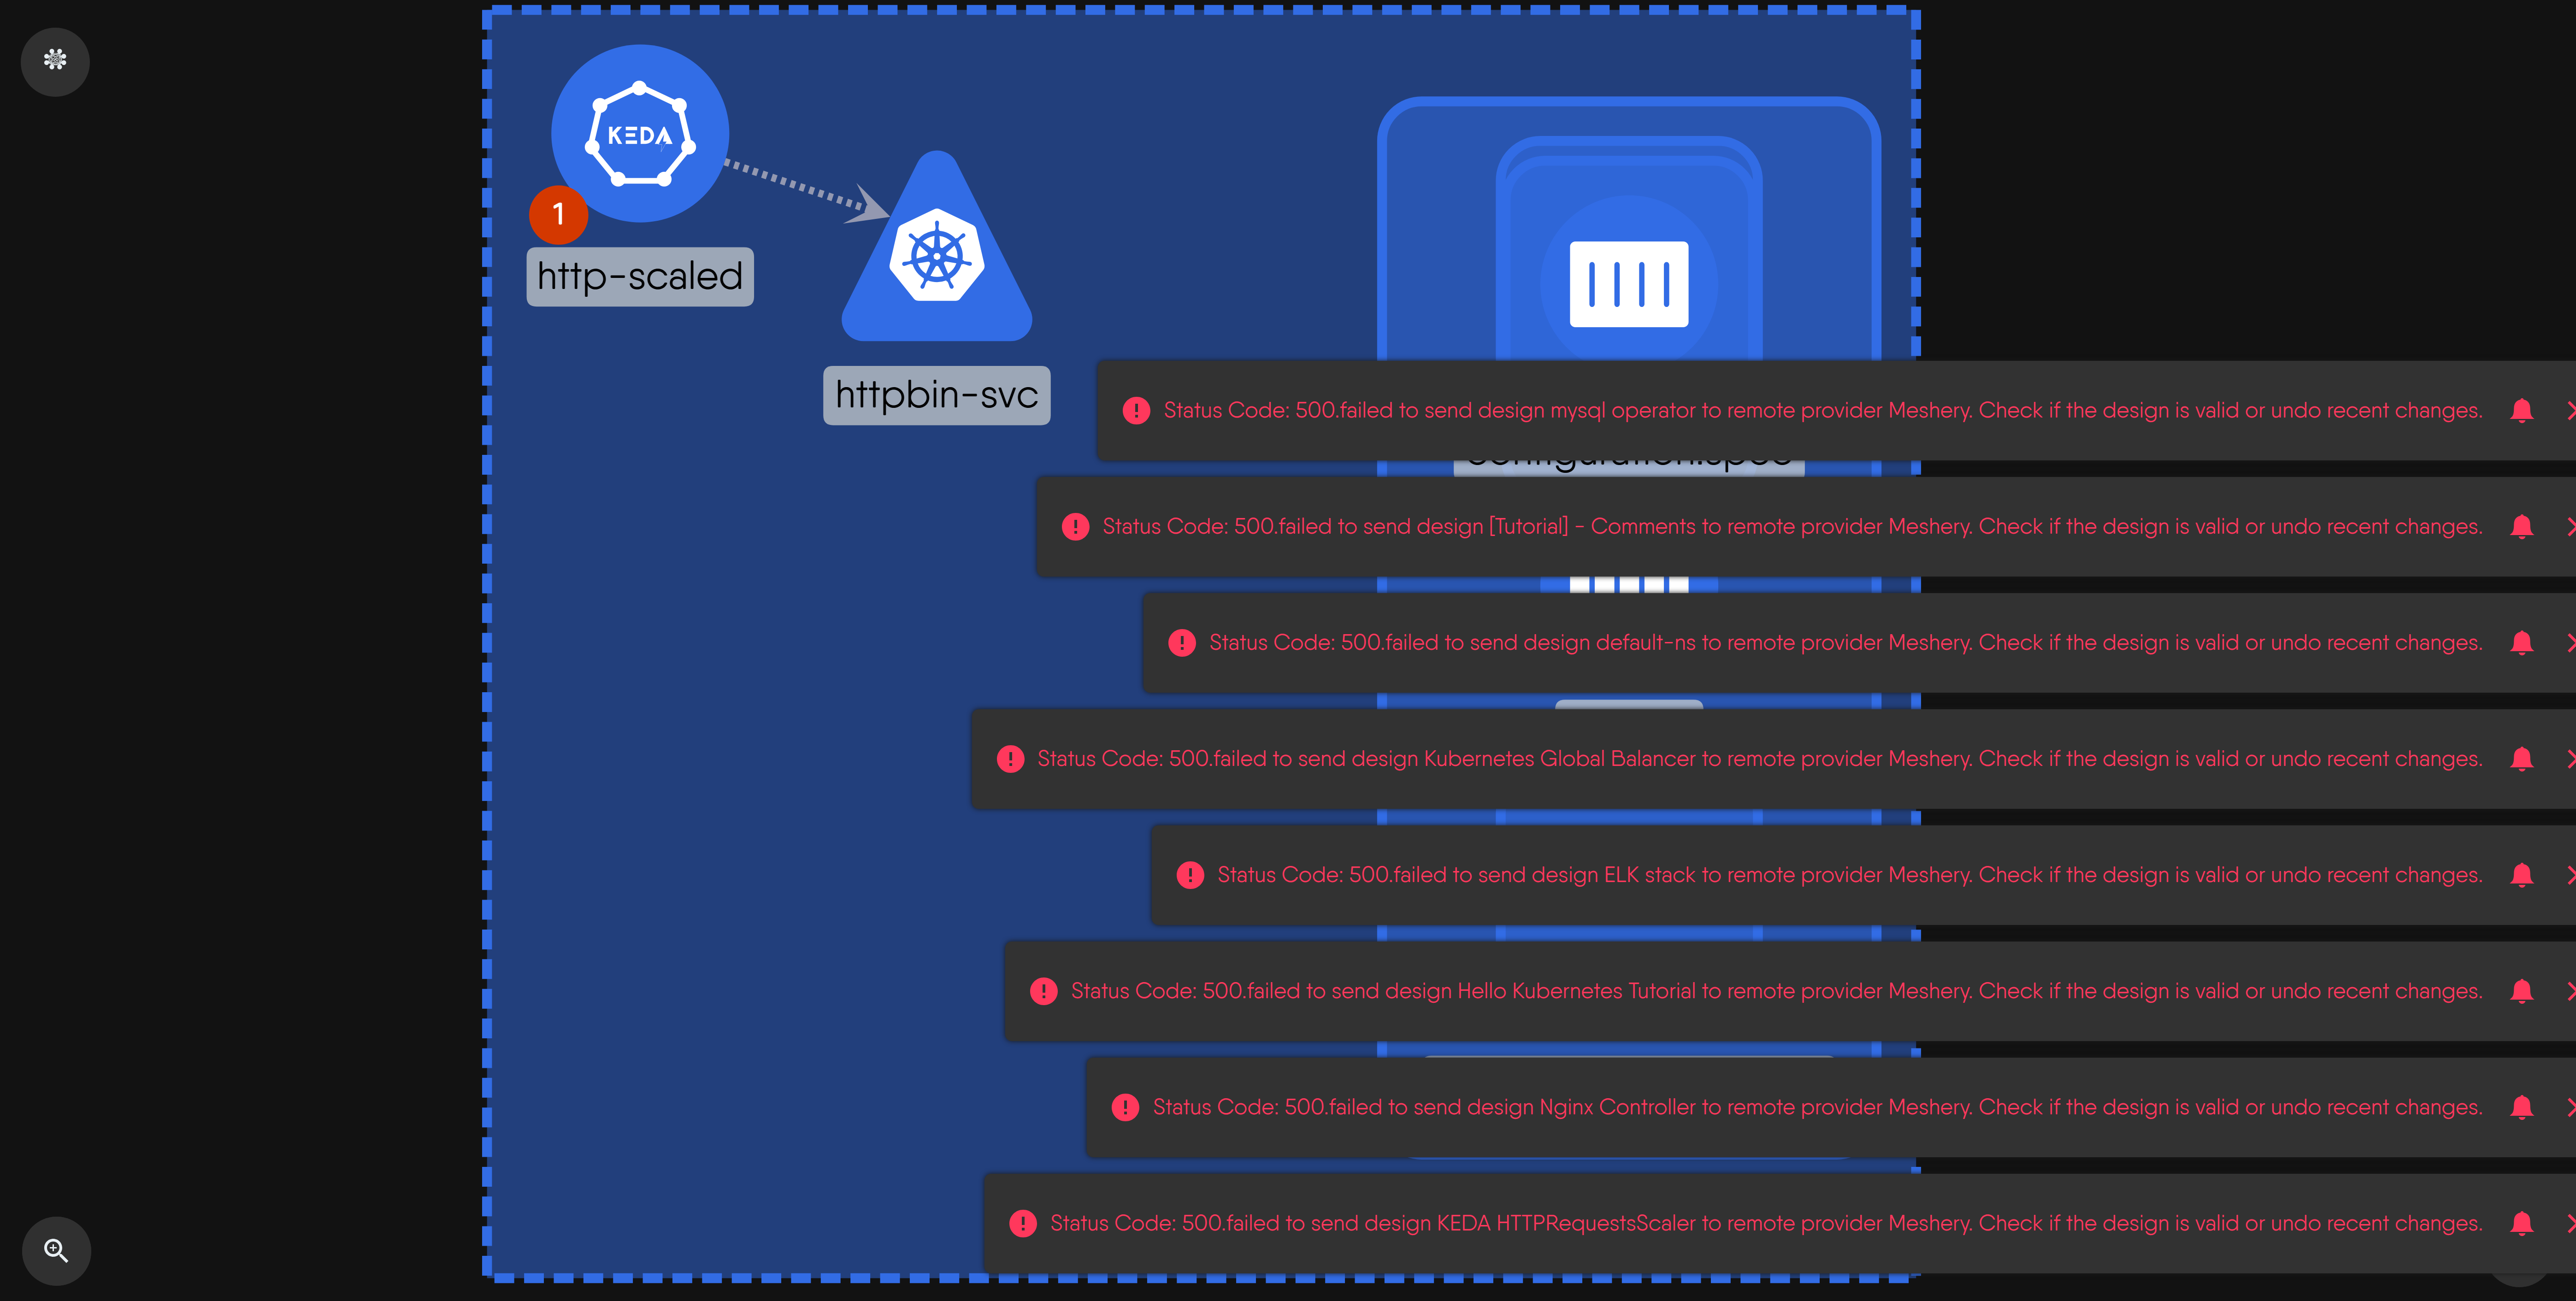 KEDA
1
http-scaled
httpbin-svc
Status Code: 500.failed to send design mysql operator to remote provider Meshery. Check if the design is valid or undo recent changes.
configuration.spec
Status Code: 500.failed to send design [Tutorial] - Comments to remote provider Meshery. Check if the design is valid or undo recent changes.
Status Code: 500.failed to send design default-ns to remote provider Meshery. Check if the design is valid or undo recent changes.
Status Code: 500.failed to send design Kubernetes Global Balancer to remote provider Meshery. Check if the design is valid or undo recent changes.
Status Code: 500.failed to send design ELK stack to remote provider Meshery. Check if the design is valid or undo recent changes.
Status Code: 500.failed to send design Hello Kubernetes Tutorial to remote provider Meshery. Check if the design is valid or undo recent changes.
Status Code: 500.failed to send design Nginx Controller to remote provider Meshery. Check if the design is valid or undo recent changes.
Status Code: 500.failed to send design KEDA HTTPRequestsScaler to remote provider Meshery. Check if the design is valid or undo recent changes.